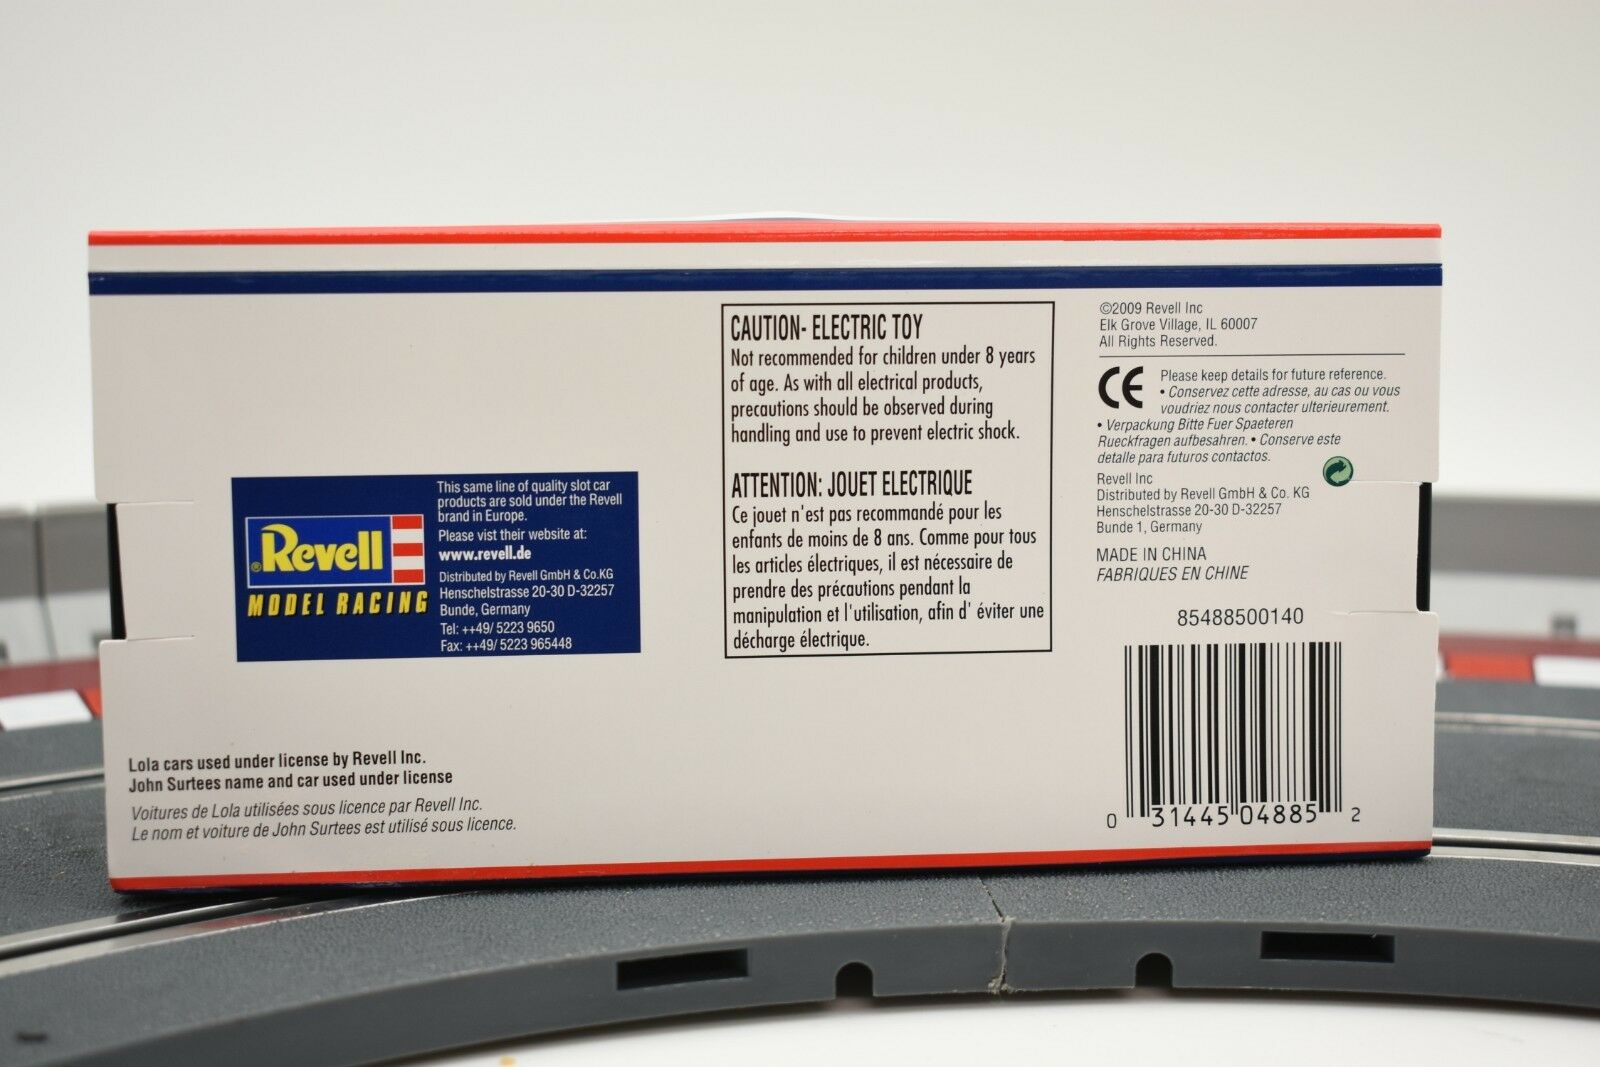 This same line of quality slot car
products are sold under the Revell
brand in Europe.
Please vist their website at:
www.revell.de
Distributed by Revell GmbH & Co.KG
Henschelstrasse 20-30 D-32257
Bunde, Germany
Tel: ++49/ 5223 9650
Fax: ++49/ 5223 965448
®Revell
MODEL RACING
Lola cars used under license by Revell Inc.
John Surtees name and car used under license
Voitures de Lola utilisées sous licence par Revell Inc.
Le nom et voiture de John Surtees est utilisé sous licence.
CAUTION- ELECTRIC TOY
Not recommended for children under 8 years
of age. As with all electrical products,
precautions should be observed during
handling and use to prevent electric shock.
ATTENTION: JOUET ELECTRIQUE
Ce jouet n'est pas recommandé pour les
enfants de moins de 8 ans. Comme pour tous
les articles électriques, il est nécessaire de
prendre des précautions pendant la
manipulation et l'utilisation, afin d' éviter une
décharge électrique.
©2009 Revell Inc
Elk Grove Village, IL 60007
All Rights Reserved.
CE
Please keep details for future reference.
• Conservez cette adresse, au cas ou vous
voudriez nous contacter ulterieurement.
• Verpackung Bitte Fuer Spaeteren
Rueckfragen aufbesahren. • Conserve este
detalle para futuros contactos.
Revell Inc
Distributed by Revell GmbH & Co. KG
Henschelstrasse 20-30 D-32257
Bunde 1, Germany
MADE IN CHINA
FABRIQUES EN CHINE
85488500140
0 31445 04885 2